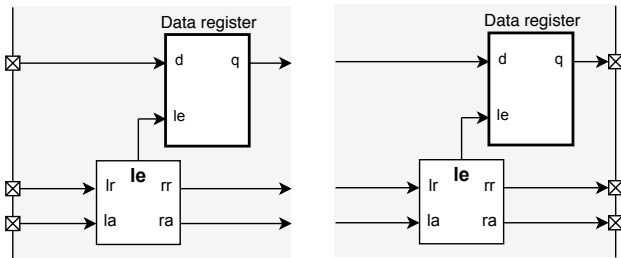 Data register
d q
le
le
lr rr
la ra
Data register
d q
le
le
lr rr
la ra